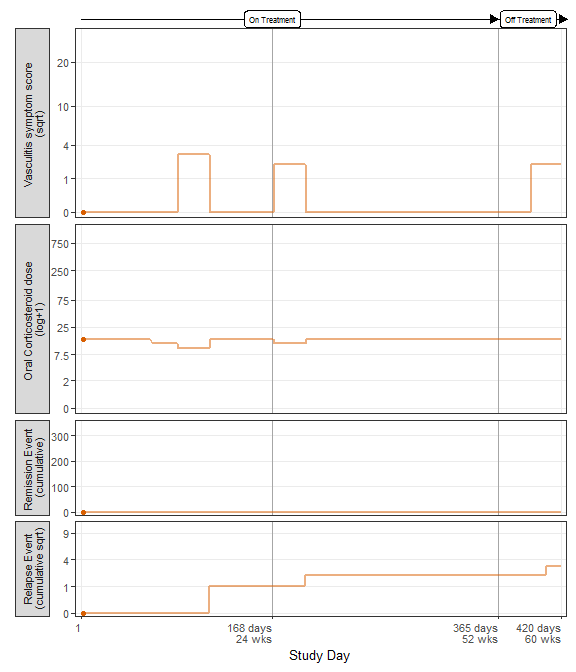 On Treatment
Off Treatment
Vasculitis symptom score
(sqrt)
20
10
4
1
0
Oral Corticosteroid dose
(log+1)
750
250
75
25
7.5
2
0
Remission Event
(cumulative)
300
200
100
0
Relapse Event
(cumulative sqrt)
9
4
1
0
1
168 days
24 wks
365 days
52 wks
420 days
60 wks
Study Day